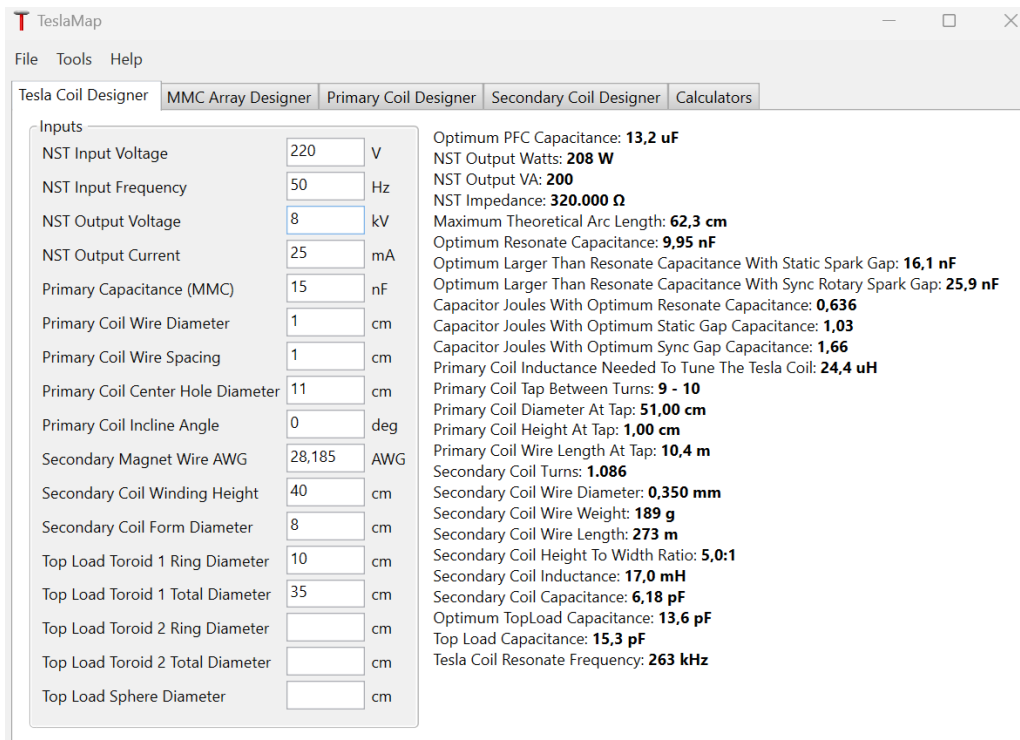 TeslaMap
File Tools Help
Tesla Coil Designer MMC Array Designer Primary Coil Designer Secondary Coil Designer Calculators
Inputs
NST Input Voltage 220 V
NST Input Frequency 50 Hz
NST Output Voltage 8 kV
NST Output Current 25 mA
Primary Capacitance (MMC) 15 nF
Primary Coil Wire Diameter 1 cm
Primary Coil Wire Spacing 1 cm
Primary Coil Center Hole Diameter 11 cm
Primary Coil Incline Angle 0 deg
Secondary Magnet Wire AWG 28,185 AWG
Secondary Coil Winding Height 40 cm
Secondary Coil Form Diameter 8 cm
Top Load Toroid 1 Ring Diameter 10 cm
Top Load Toroid 1 Total Diameter 35 cm
Top Load Toroid 2 Ring Diameter cm
Top Load Toroid 2 Total Diameter cm
Top Load Sphere Diameter cm
Optimum PFC Capacitance: 13,2 uF
NST Output Watts: 208 W
NST Output VA: 200
NST Impedance: 320.000 Ω
Maximum Theoretical Arc Length: 62,3 cm
Optimum Resonate Capacitance: 9,95 nF
Optimum Larger Than Resonate Capacitance With Static Spark Gap: 16,1 nF
Optimum Larger Than Resonate Capacitance With Sync Rotary Spark Gap: 25,9 nF
Capacitor Joules With Optimum Resonate Capacitance: 0,636
Capacitor Joules With Optimum Static Gap Capacitance: 1,03
Capacitor Joules With Optimum Sync Gap Capacitance: 1,66
Primary Coil Inductance Needed To Tune The Tesla Coil: 24,4 uH
Primary Coil Tap Between Turns: 9 - 10
Primary Coil Diameter At Tap: 51,00 cm
Primary Coil Height At Tap: 1,00 cm
Primary Coil Wire Length At Tap: 10,4 m
Secondary Coil Turns: 1.086
Secondary Coil Wire Diameter: 0,350 mm
Secondary Coil Wire Weight: 189 g
Secondary Coil Wire Length: 273 m
Secondary Coil Height To Width Ratio: 5,0:1
Secondary Coil Inductance: 17,0 mH
Secondary Coil Capacitance: 6,18 pF
Optimum TopLoad Capacitance: 13,6 pF
Top Load Capacitance: 15,3 pF
Tesla Coil Resonate Frequency: 263 kHz